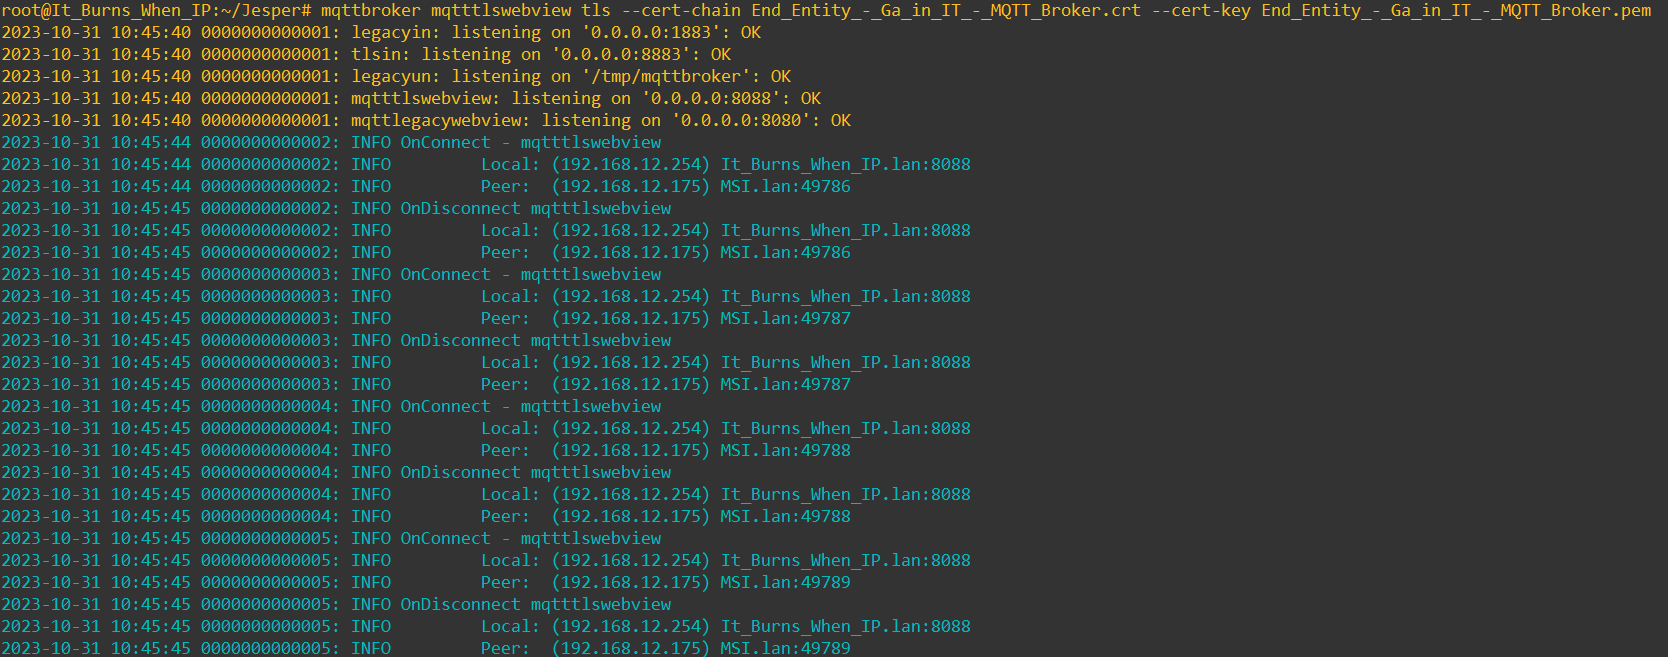 root@It_Burns_When_IP:~/Jesper# mqttbroker mqtttlswebview tls --cert-chain End_Entity_-_Ga_in_IT_-_MQTT_Broker.crt --cert-key End_Entity_-_Ga_in_IT_-_MQTT_Broker.pem
2023-10-31 10:45:40 0000000000001: legacyin: listening on '0.0.0.0:1883': OK
2023-10-31 10:45:40 0000000000001: tlsin: listening on '0.0.0.0:8883': OK
2023-10-31 10:45:40 0000000000001: legacyun: listening on '/tmp/mqttbroker': OK
2023-10-31 10:45:40 0000000000001: mqtttlswebview: listening on '0.0.0.0:8088': OK
2023-10-31 10:45:40 0000000000001: mqttlegacywebview: listening on '0.0.0.0:8080': OK
2023-10-31 10:45:44 0000000000002: INFO OnConnect - mqtttlswebview
2023-10-31 10:45:44 0000000000002: INFO         Local: (192.168.12.254) It_Burns_When_IP.lan:8088
2023-10-31 10:45:44 0000000000002: INFO         Peer:  (192.168.12.175) MSI.lan:49786
2023-10-31 10:45:45 0000000000002: INFO OnDisconnect mqtttlswebview
2023-10-31 10:45:45 0000000000002: INFO         Local: (192.168.12.254) It_Burns_When_IP.lan:8088
2023-10-31 10:45:45 0000000000002: INFO         Peer:  (192.168.12.175) MSI.lan:49786
2023-10-31 10:45:45 0000000000003: INFO OnConnect - mqtttlswebview
2023-10-31 10:45:45 0000000000003: INFO         Local: (192.168.12.254) It_Burns_When_IP.lan:8088
2023-10-31 10:45:45 0000000000003: INFO         Peer:  (192.168.12.175) MSI.lan:49787
2023-10-31 10:45:45 0000000000003: INFO OnDisconnect mqtttlswebview
2023-10-31 10:45:45 0000000000003: INFO         Local: (192.168.12.254) It_Burns_When_IP.lan:8088
2023-10-31 10:45:45 0000000000003: INFO         Peer:  (192.168.12.175) MSI.lan:49787
2023-10-31 10:45:45 0000000000004: INFO OnConnect - mqtttlswebview
2023-10-31 10:45:45 0000000000004: INFO         Local: (192.168.12.254) It_Burns_When_IP.lan:8088
2023-10-31 10:45:45 0000000000004: INFO         Peer:  (192.168.12.175) MSI.lan:49788
2023-10-31 10:45:45 0000000000004: INFO OnDisconnect mqtttlswebview
2023-10-31 10:45:45 0000000000004: INFO         Local: (192.168.12.254) It_Burns_When_IP.lan:8088
2023-10-31 10:45:45 0000000000004: INFO         Peer:  (192.168.12.175) MSI.lan:49788
2023-10-31 10:45:45 0000000000005: INFO OnConnect - mqtttlswebview
2023-10-31 10:45:45 0000000000005: INFO         Local: (192.168.12.254) It_Burns_When_IP.lan:8088
2023-10-31 10:45:45 0000000000005: INFO         Peer:  (192.168.12.175) MSI.lan:49789
2023-10-31 10:45:45 0000000000005: INFO OnDisconnect mqtttlswebview
2023-10-31 10:45:45 0000000000005: INFO         Local: (192.168.12.254) It_Burns_When_IP.lan:8088
2023-10-31 10:45:45 0000000000005: INFO         Peer:  (192.168.12.175) MSI.lan:49789